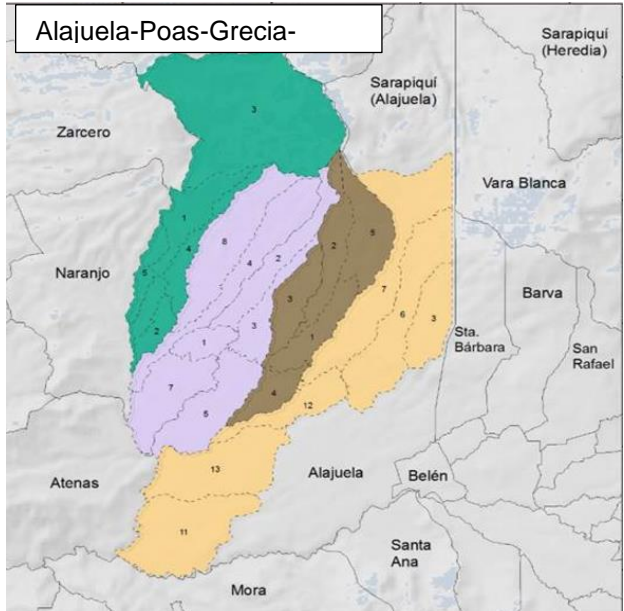 Alajuela-Poas-Grecia-
Sarapiquí
(Heredia)
Sarapiquí
(Alajuela)
Zarcero
3
Vara Blanca
1
8
4
4
2
2
5
5
Naranjo
7
3
Barva
6
3
2
3
1
1
Sta.
Bárbara
San
Rafael
7
5
4
12
13
Alajuela
Belén
Atenas
11
Santa
Ana
Mora